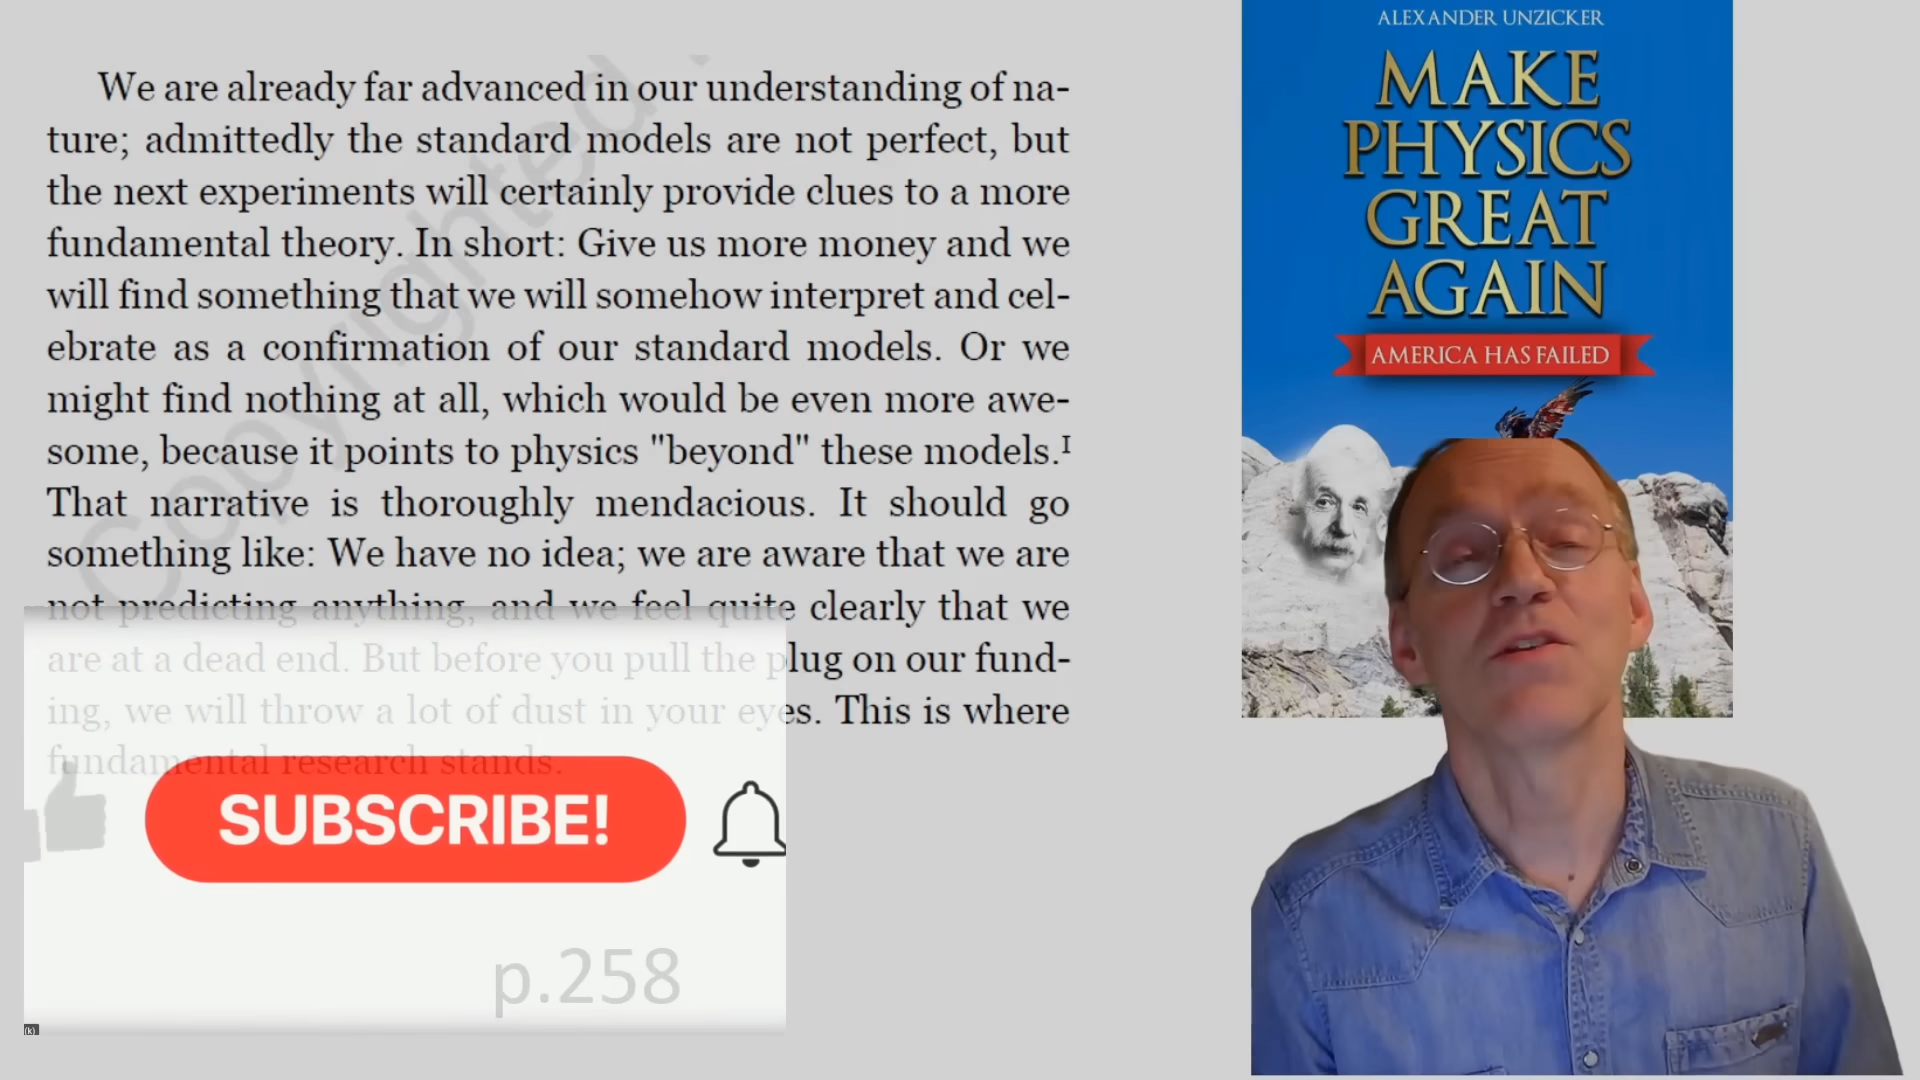 We are already far advanced in our understanding of na-
ture; admittedly the standard models are not perfect, but
the next experiments will certainly provide clues to a more
fundamental theory. In short: Give us more money and we
will find something that we will somehow interpret and cel-
ebrate as a confirmation of our standard models. Or we
might find nothing at all, which would be even more awe-
some, because it points to physics "beyond" these models.I
That narrative is thoroughly mendacious. It should go
something like: We have no idea; we are aware that we are
not predicting anything, and we feel quite clearly that we
are at a dead end. But before you pull the plug on our fund-
ing, we will throw a lot of dust in your eyes. This is where
fundamental research stands.
Copyrighted
SUBSCRIBE!
p.258
(k)
ALEXANDER UNZICKER
MAKE
PHYSICS
GREAT
AGAIN
AMERICA HAS FAILED